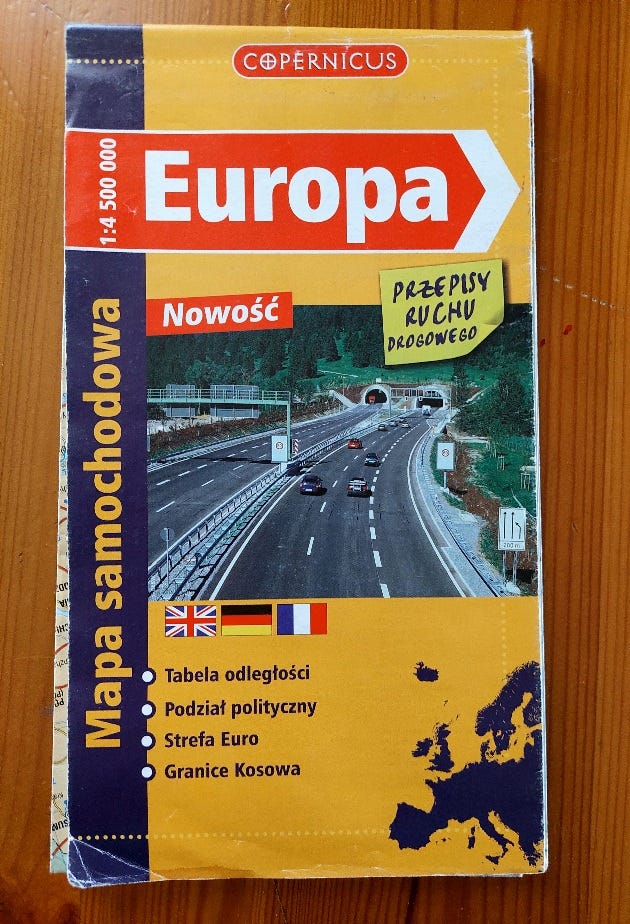 COPERNICUS
1:4 500 000
Europa
Mapa samochodowa
Nowość
PRZEPISY
RUCHU
DROGOWEGO
Tabela odległości
Podział polityczny
Strefa Euro
Granice Kosowa